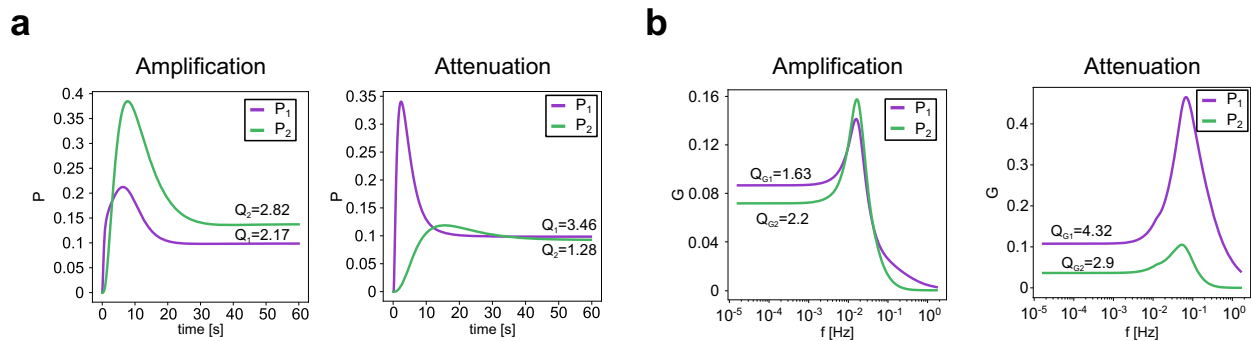 a
Amplification
P
0.4
0.35
0.3
0.25
0.2
0.15
0.1
0.05
0
P1
P2
Q2=2.82
Q1=2.17
0 10 20 30 40 50 60
time [s]
Attenuation
P
0.35
0.3
0.25
0.2
0.15
0.1
0.05
0
P1
P2
Q1=3.46
Q2=1.28
0 10 20 30 40 50 60
time [s]
b
Amplification
G
0.16
0.12
0.08
0.04
0
P1
P2
QG1=1.63
QG2=2.2
10-5 10-4 10-3 10-2 10-1 100
f [Hz]
Attenuation
G
0.4
0.3
0.2
0.1
0
P1
P2
QG1=4.32
QG2=2.9
10-5 10-4 10-3 10-2 10-1 100
f [Hz]